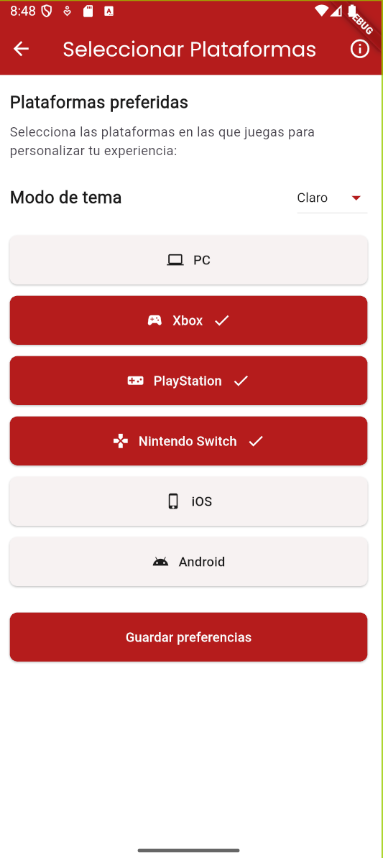 8:48
DEBUG
Seleccionar Plataformas
Plataformas preferidas
Selecciona las plataformas en las que juegas para
personalizar tu experiencia:
Modo de tema
Claro
PC
Xbox
PlayStation
Nintendo Switch
iOS
Android
Guardar preferencias